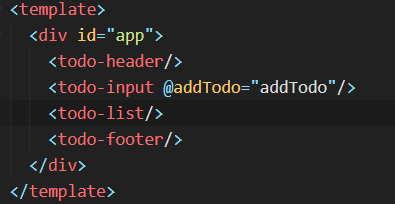 <template>
  <div id="app">
    <todo-header/>
    <todo-input @addTodo="addTodo"/>
    <todo-list/>
    <todo-footer/>
  </div>
</template>